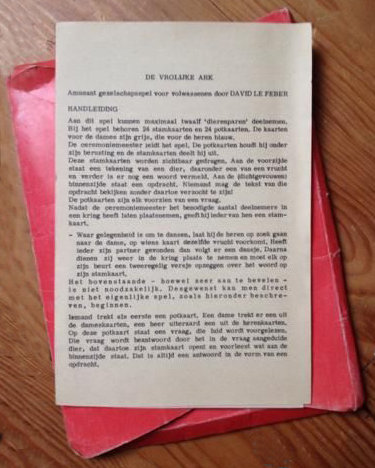 DE VROLIJKE ARK
Amusant gezelschapsspel voor volwassenen door DAVID LE FEBER
HANDLEIDING
Aan dit spel kunnen maximaal twaalf 'dierenparen' deelnemen.
Bij het spel behoren 24 stamkaarten en 24 potkaarten. De kaarten
voor de dames zijn grijs, die voor de heren blauw.
De ceremoniemeester leidt het spel. De potkaarten houdt hij onder
zijn berusting en de stamkaarten deelt hij uit.
Deze stamkaarten worden zichtbaar gedragen. Aan de voorzijde
staat een tekening van een dier, daaronder een van een vrucht
en verder is er nog een woord vermeld. Aan de (dichtgevouwen)
binnenzijde staat een opdracht. Niemand mag de tekst van die
opdracht bekijken zonder daartoe verzocht te zijn!
De potkaarten zijn elk voorzien van een vraag.
Nadat de ceremoniemeester het benodigde aantal deelnemers in
een kring heeft laten plaatsnemen, geeft hij ieder van hen een stam-
kaart.
- Waar gelegenheid is om te dansen, laat hij de heren op zoek gaan
naar de dame, op wiens kaart dezelfde vrucht voorkomt. Heeft
ieder zijn partner gevonden dan volgt er een dansje. Daarna
dienen zij weer in de kring plaats te nemen en moet elk op
zijn beurt een tweeregelig versje opzeggen over het woord op
zijn stamkaart.
Het bovenstaande - hoewel zeer aan te bevelen -
is niet noodzakelijk. Desgewenst kan men direct
met het eigenlijke spel, zoals hieronder beschre-
ven, beginnen.
Iemand trekt als eerste een potkaart. Een dame trekt er een uit
de dameskaarten, een heer uiteraard een uit de herenkaarten.
Op deze potkaart staat een vraag, die luid wordt voorgelezen.
Die vraag wordt beantwoord door het in de vraag aangeduide
dier, dat daartoe zijn stamkaart opent en voorleest wat aan de
binnenzijde staat. Dat is altijd een antwoord in de vorm van een
opdracht.